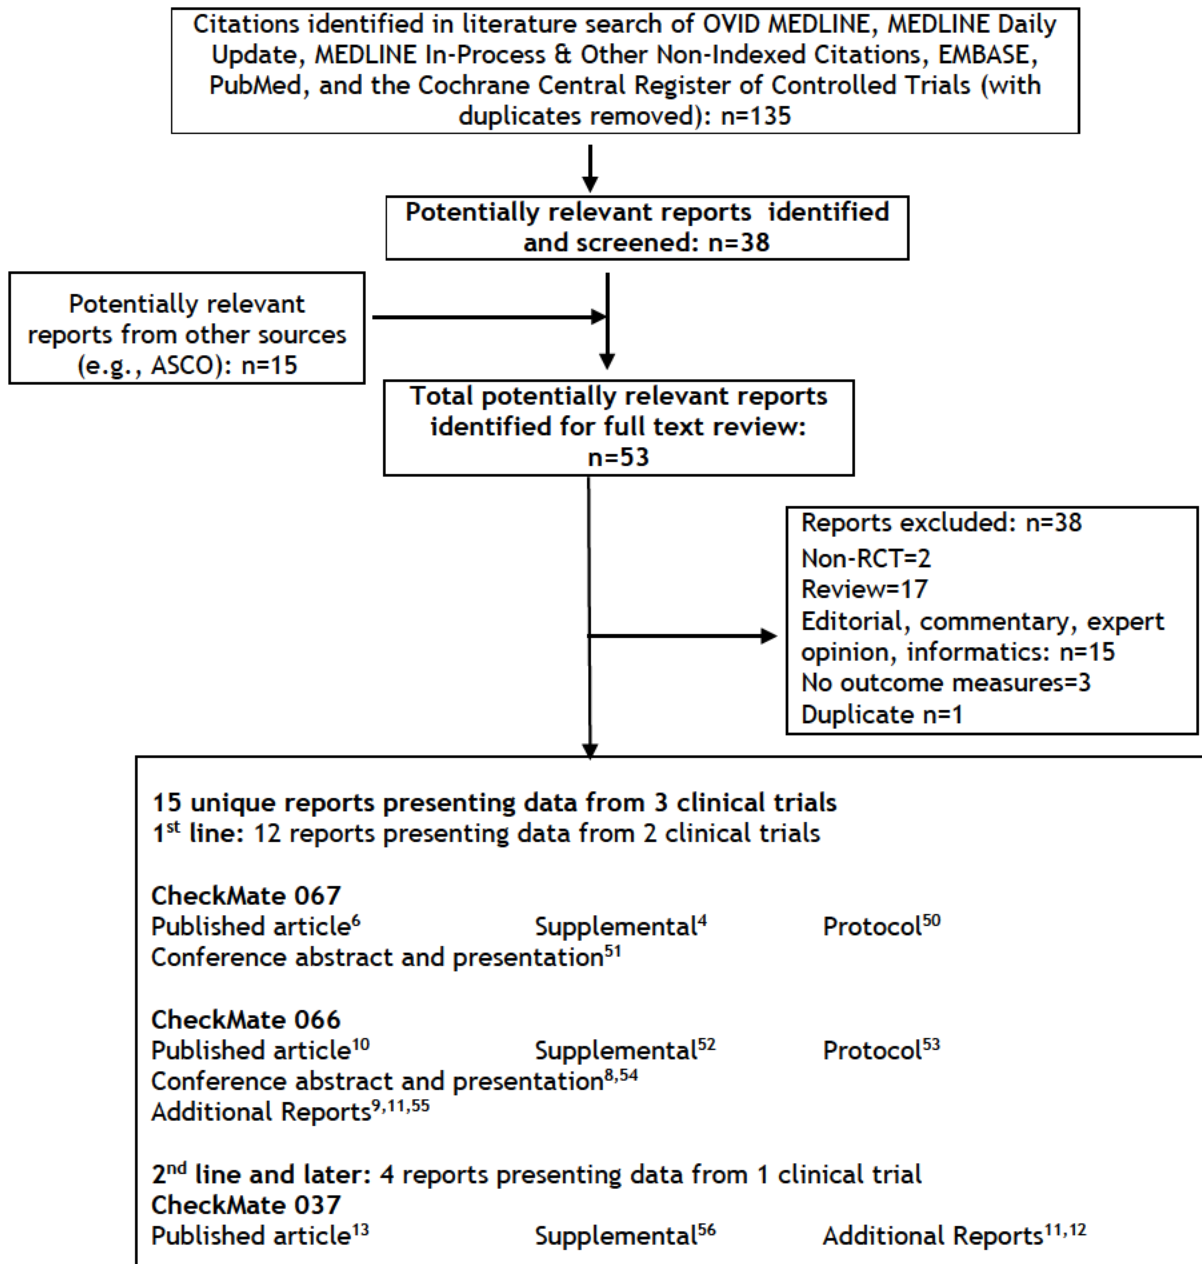 Citations identified in literature search of OVID MEDLINE, MEDLINE Daily
Update, MEDLINE In-Process & Other Non-Indexed Citations, EMBASE,
PubMed, and the Cochrane Central Register of Controlled Trials (with
duplicates removed): n=135
Potentially relevant reports identified
and screened: n=38
Potentially relevant
reports from other sources
(e.g., ASCO): n=15
Total potentially relevant reports
identified for full text review:
n=53
Reports excluded: n=38
Non-RCT=2
Review=17
Editorial, commentary, expert
opinion, informatics: n=15
No outcome measures=3
Duplicate n=1
15 unique reports presenting data from 3 clinical trials
1st line: 12 reports presenting data from 2 clinical trials
CheckMate 067
Published article6 Supplemental4 Protocol50
Conference abstract and presentation51
CheckMate 066
Published article10 Supplemental52 Protocol53
Conference abstract and presentation8,54
Additional Reports9,11,55
2nd line and later: 4 reports presenting data from 1 clinical trial
CheckMate 037
Published article13 Supplemental56 Additional Reports11,12